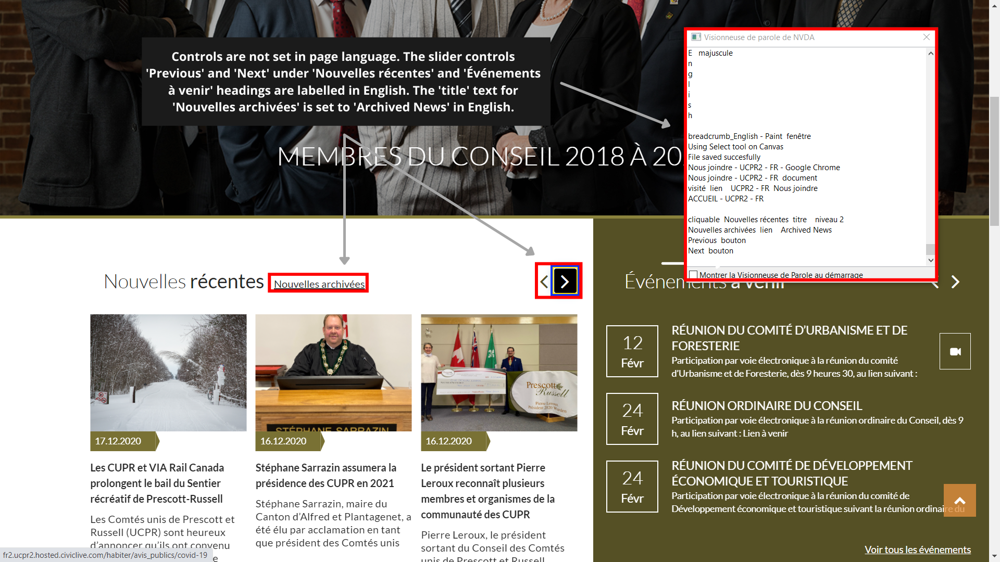 Controls are not set in page language. The slider controls
'Previous' and 'Next' under 'Nouvelles récentes' and 'Événements
à venir' headings are labelled in English. The 'title' text for
'Nouvelles archivées' is set to 'Archived News' in English.
Visionneuse de parole de NVDA
E majuscule
n
g
l
i
s
h
breadcrumb_English - Paint fenêtre
Using Select tool on Canvas
File saved succesfully
Nous joindre - UCPR2 - FR - Google Chrome
Nous joindre - UCPR2 - FR document
visité lien UCPR2 - FR Nous joindre
ACCUEIL - UCPR2 - FR
cliquable Nouvelles récentes titre niveau 2
Nouvelles archivées lien Archived News
Previous bouton
Next bouton
Montrer la Visionneuse de Parole au démarrage
MEMBRES DU CONSEIL 2018 À 20
Nouvelles récentes Nouvelles archivées
Événements à venir
STÉPHANE SARRAZIN
Prescott
Russell
Pierre Leroux,
Président 2020 Warden
17.12.2020
16.12.2020
16.12.2020
Les CUPR et VIA Rail Canada
prolongent le bail du Sentier
récréatif de Prescott-Russell
Les Comtés unis de Prescott et
Russell (UCPR) sont heureux
d'annoncer qu'ils ont convenu
e
Stéphane Sarrazin assumera la
présidence des CUPR en 2021
Stéphane Sarrazin, maire du
Canton d'Alfred et Plantagenet, a
été élu par acclamation en tant
que président des Comtés unis
Le président sortant Pierre
Leroux reconnaît plusieurs
membres et organismes de la
communauté des CUPR
Pierre Leroux, le président
sortant du Conseil des Comtés
unis de Prescott et Russell
12
Févr
RÉUNION DU COMITÉ D'URBANISME ET DE
FORESTERIE
Participation par voie électronique à la réunion du comité
d'Urbanisme et de Foresterie, dès 9 heures 30, au lien suivant :
24
Févr
RÉUNION ORDINAIRE DU CONSEIL
Participation par voie électronique à la réunion ordinaire du Conseil, dès 9
h, au lien suivant : Lien à venir
24
Févr
RÉUNION DU COMITÉ DE DÉVELOPPEMENT
ÉCONOMIQUE ET TOURISTIQUE
Participation par voie électronique à la réunion du comité de
Développement économique et touristique suivant la réunion ordinaire du
Voir tous les événements
fr2.ucpr2.hosted.civiclive.com/habiter/avis_publics/covid-19